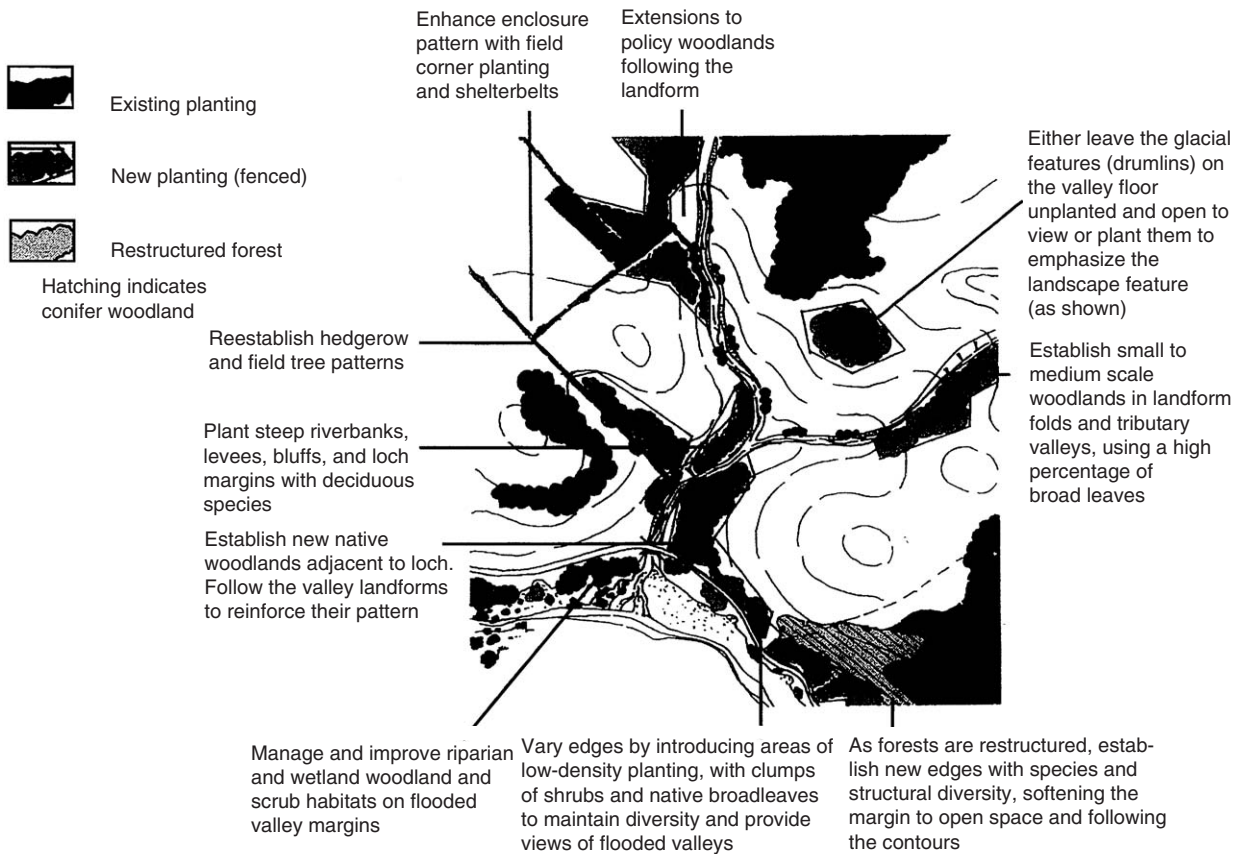 Enhance enclosure
pattern with field
corner planting
and shelterbelts
Extensions to
policy woodlands
following the
landform
Existing planting
New planting (fenced)
Restructured forest
Hatching indicates
conifer woodland
Either leave the glacial
features (drumlins) on
the valley floor
unplanted and open to
view or plant them to
emphasize the
landscape feature
(as shown)
Reestablish hedgerow
and field tree patterns
Establish small to
medium scale
woodlands in landform
folds and tributary
valleys, using a high
percentage of
broad leaves
Plant steep riverbanks,
levees, bluffs, and loch
margins with deciduous
species
Establish new native
woodlands adjacent to loch.
Follow the valley landforms
to reinforce their pattern
Manage and improve riparian
and wetland woodland and
scrub habitats on flooded
valley margins
Vary edges by introducing areas of
low-density planting, with clumps
of shrubs and native broadleaves
to maintain diversity and provide
views of flooded valleys
As forests are restructured, estab-
lish new edges with species and
structural diversity, softening the
margin to open space and following
the contours